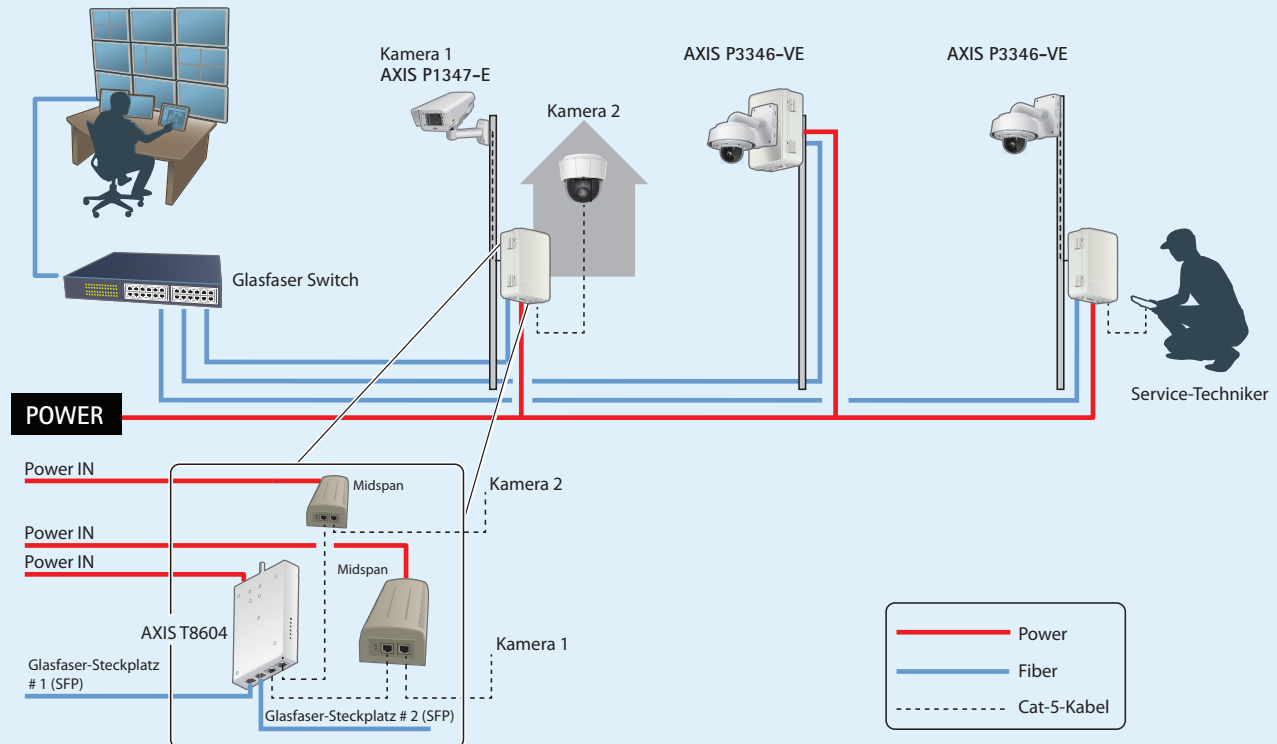 Kamera 1
AXIS P1347-E
AXIS P3346-VE
AXIS P3346-VE
Kamera 2
Glasfaser Switch
Service-Techniker
POWER
Power IN
Midspan
Kamera 2
Power IN
Power IN
Midspan
AXIS T8604
Kamera 1
Glasfaser-Steckplatz
# 1 (SFP)
Glasfaser-Steckplatz # 2 (SFP)
Power
Fiber
Cat-5-Kabel